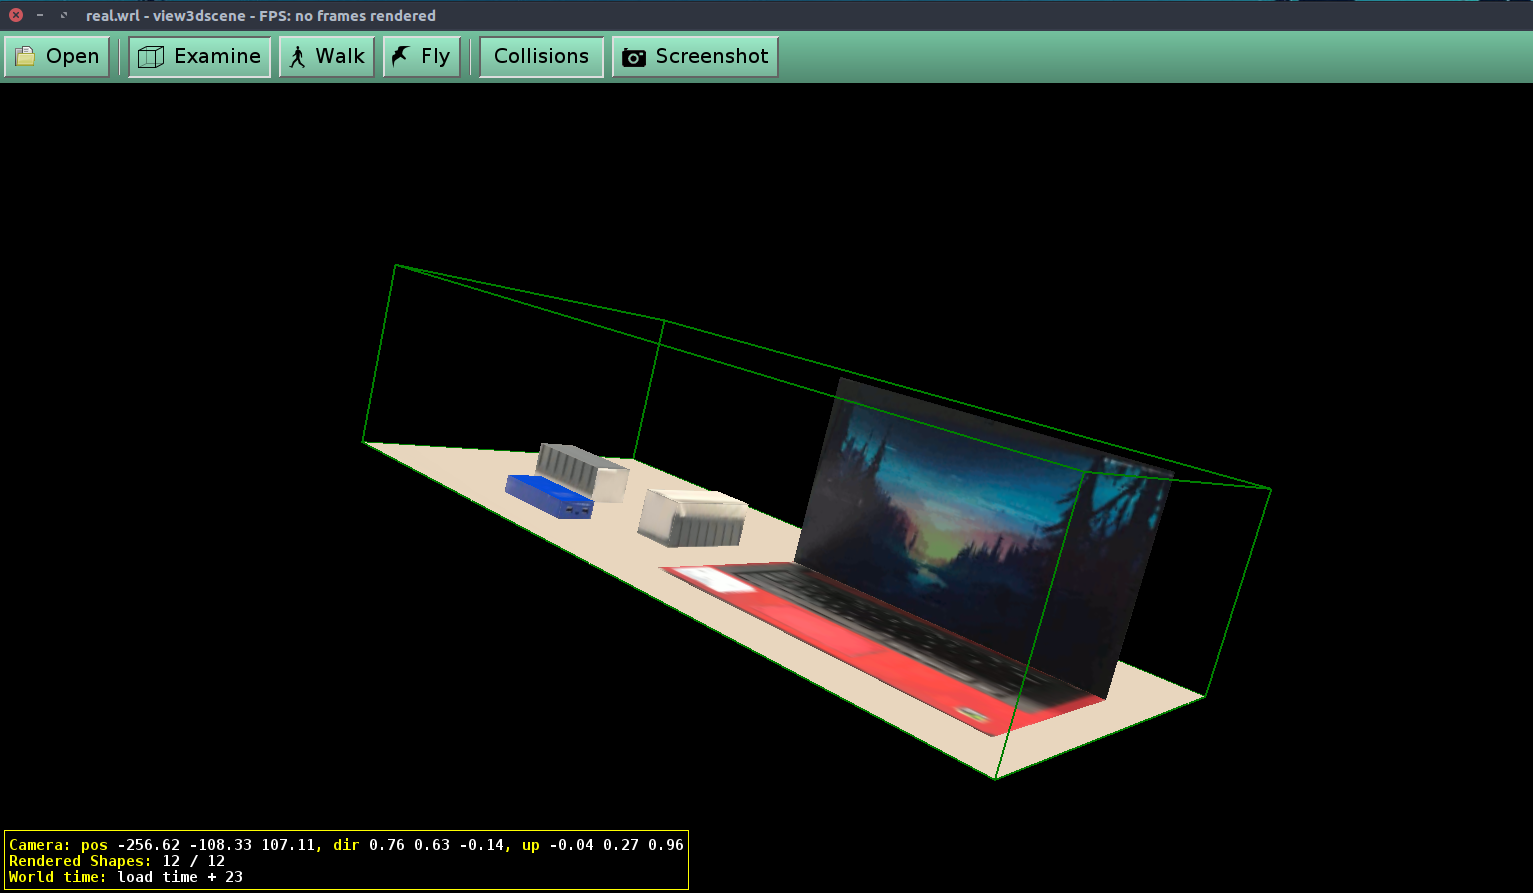 real.wrl - view3dscene - FPS: no frames rendered
Open Examine Walk Fly Collisions Screenshot
Camera: pos -256.62 -108.33 107.11, dir 0.76 0.63 -0.14, up -0.04 0.27 0.96
Rendered Shapes: 12 / 12
World time: load time + 23